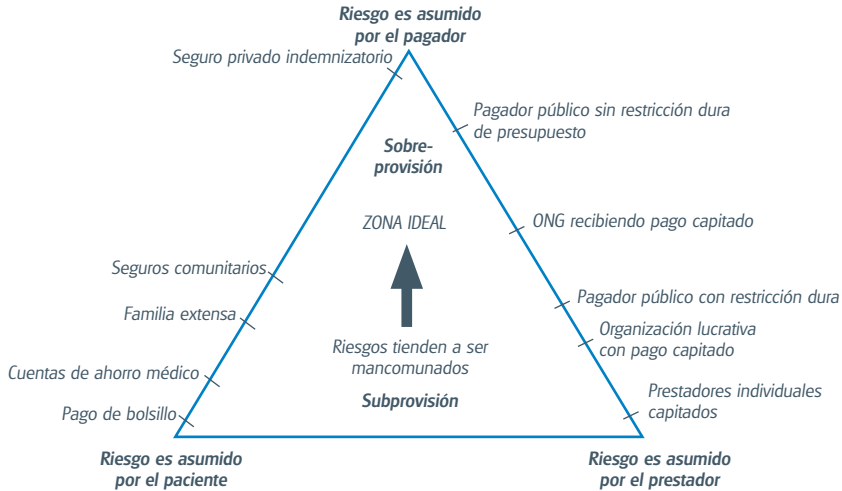 Riesgo es asumido
por el pagador
Seguro privado indemnizatorio
Pagador público sin restricción dura
de presupuesto
Sobre-
provisión
ZONA IDEAL
ONG recibiendo pago capitado
Seguros comunitarios
Familia extensa
Pagador público con restricción dura
Organización lucrativa
con pago capitado
Riesgos tienden a ser
mancomunados
Cuentas de ahorro médico
Subprovisión
Prestadores individuales
capitados
Pago de bolsillo
Riesgo es asumido
por el paciente
Riesgo es asumido
por el prestador